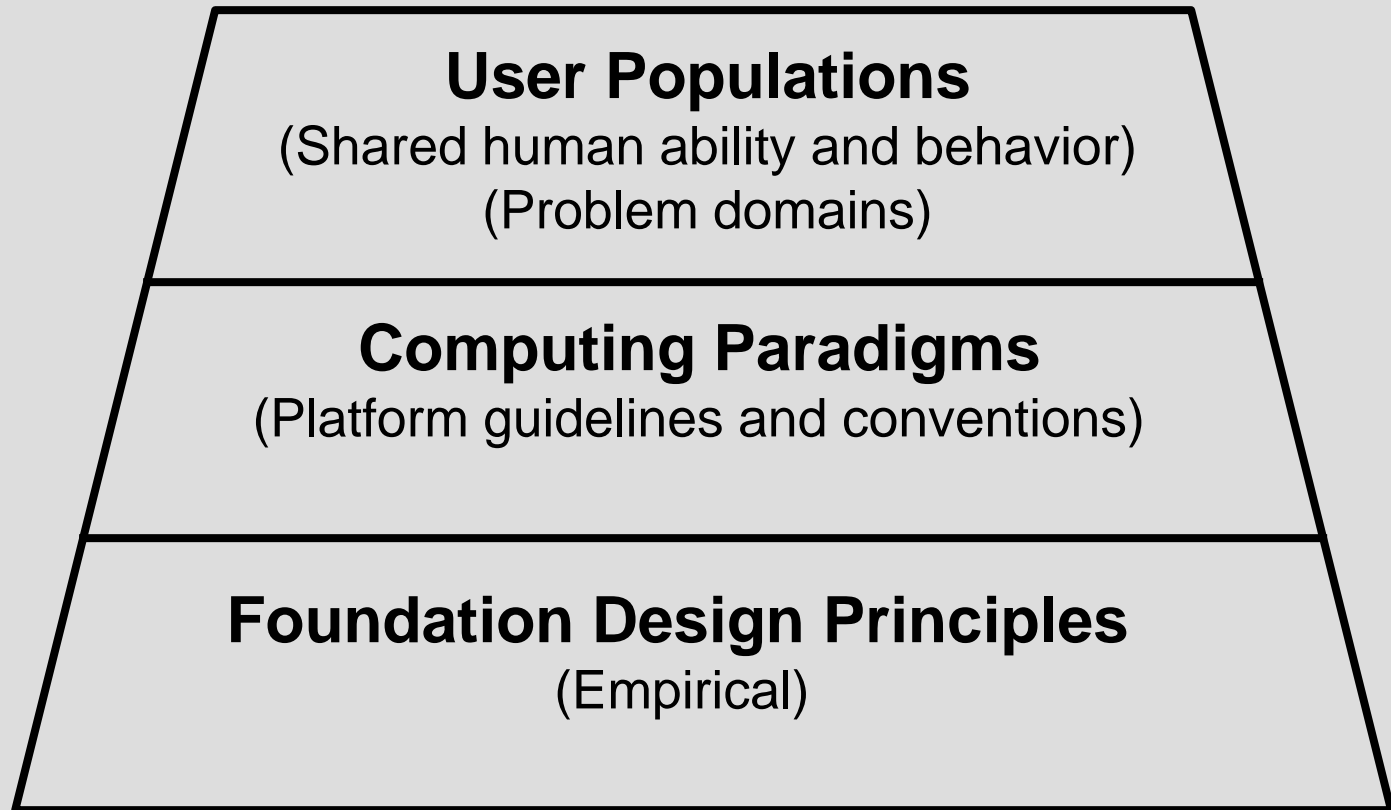 User Populations
(Shared human ability and behavior)
(Problem domains)
Computing Paradigms
(Platform guidelines and conventions)
Foundation Design Principles
(Empirical)